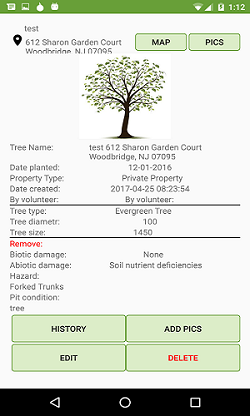 1:12
test
612 Sharon Garden Court
Woodbridge, NJ 07095
MAP
PICS
Tree Name: test 612 Sharon Garden Court
Woodbridge, NJ 07095
Date planted: 12-01-2016
Property Type: Private Property
Date created: 2017-04-25 08:23:54
By volunteer: By volunteer:
Tree type: Evergreen Tree
Tree diametr: 100
Tree size: 1450
Remove:
Biotic damage: None
Abiotic damage: Soil nutrient deficiencies
Hazard:
Forked Trunks
Pit condition:
tree
HISTORY
ADD PICS
EDIT
DELETE